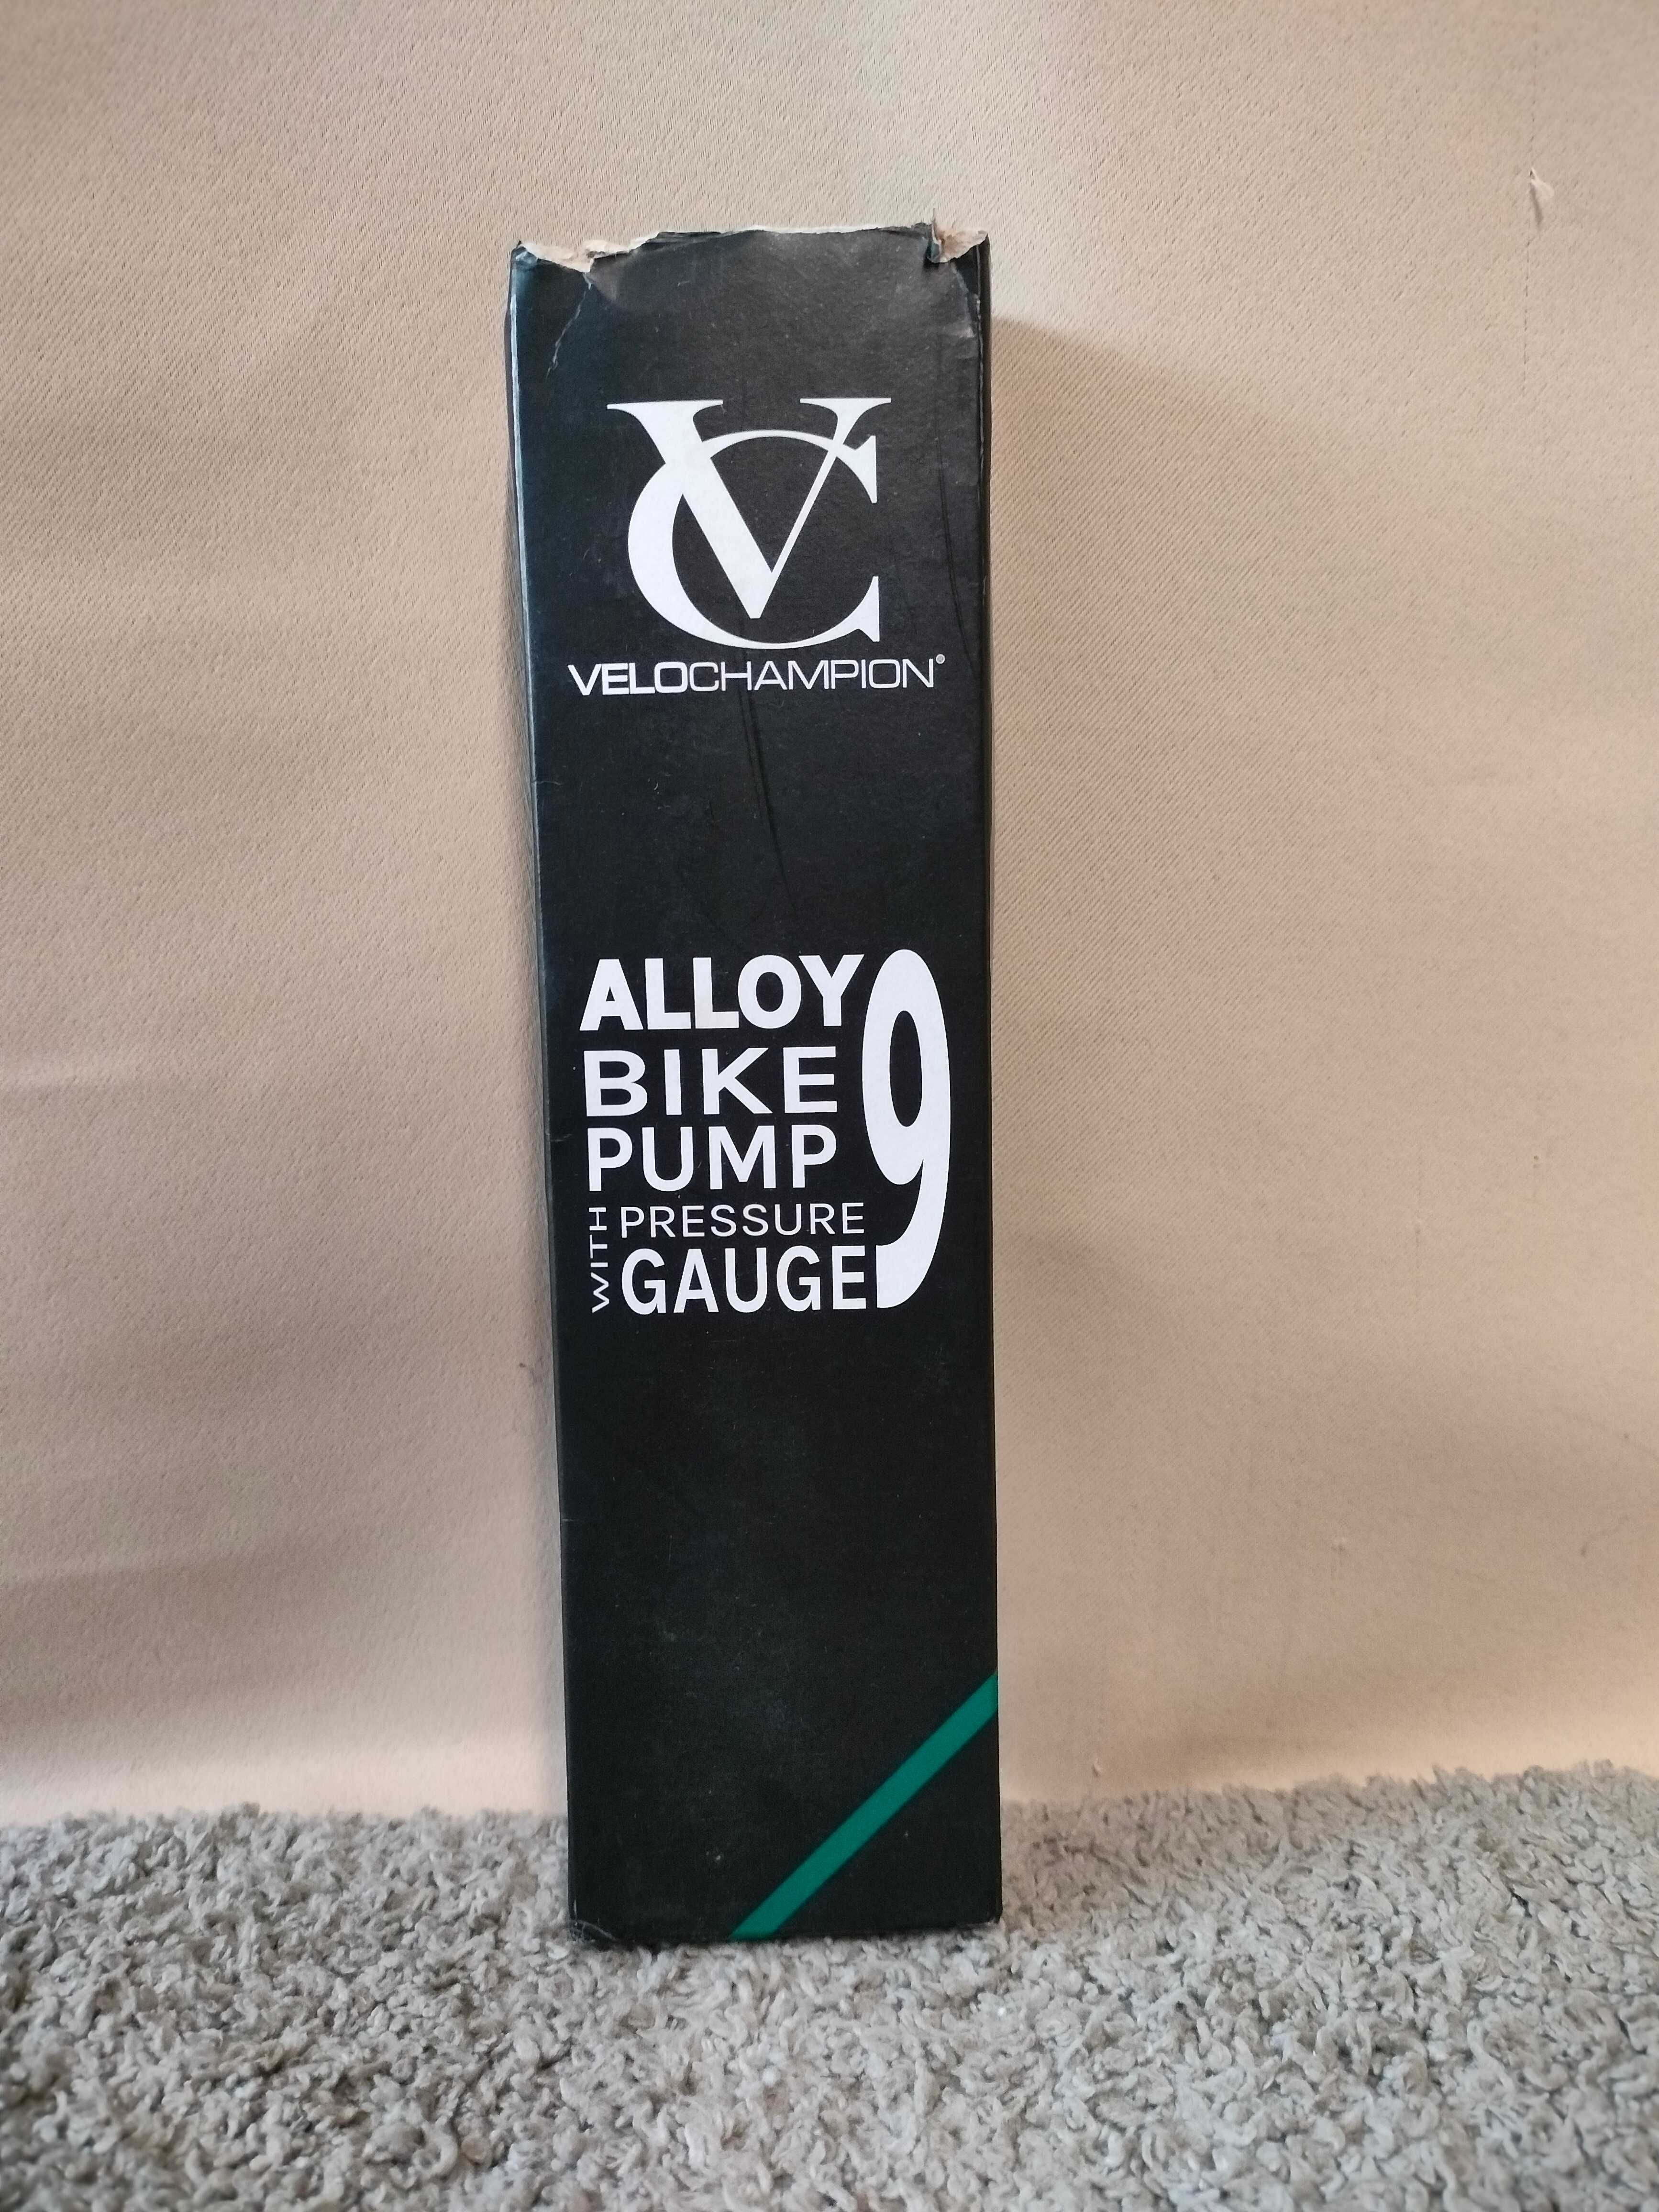 VC
VELOCHAMPION®
ALLOY 9
BIKE
PUMP
WITH PRESSURE
GAUGE